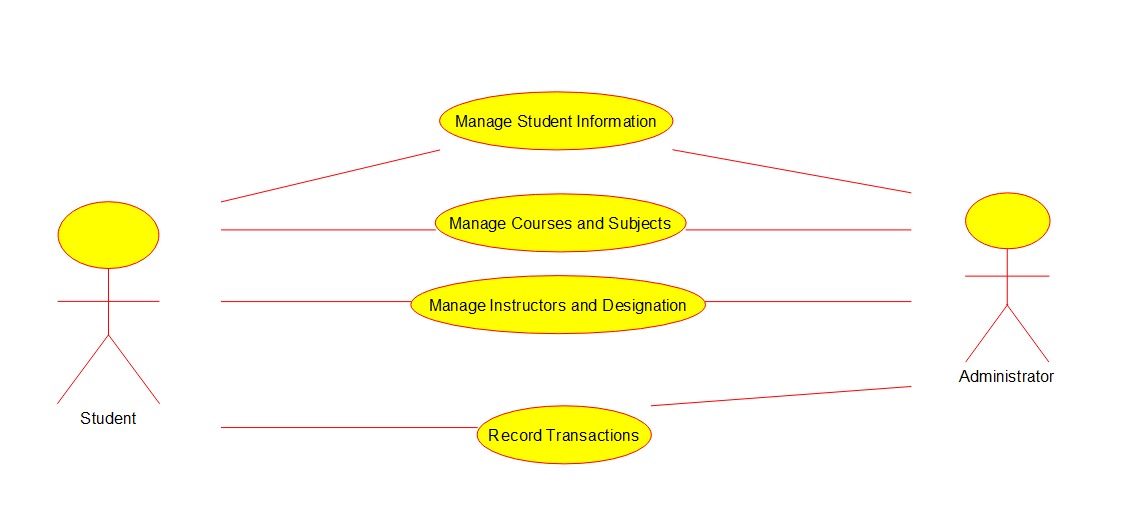 Manage Student Information
Manage Courses and Subjects
Manage Instructors and Designation
Administrator
Student
Record Transactions